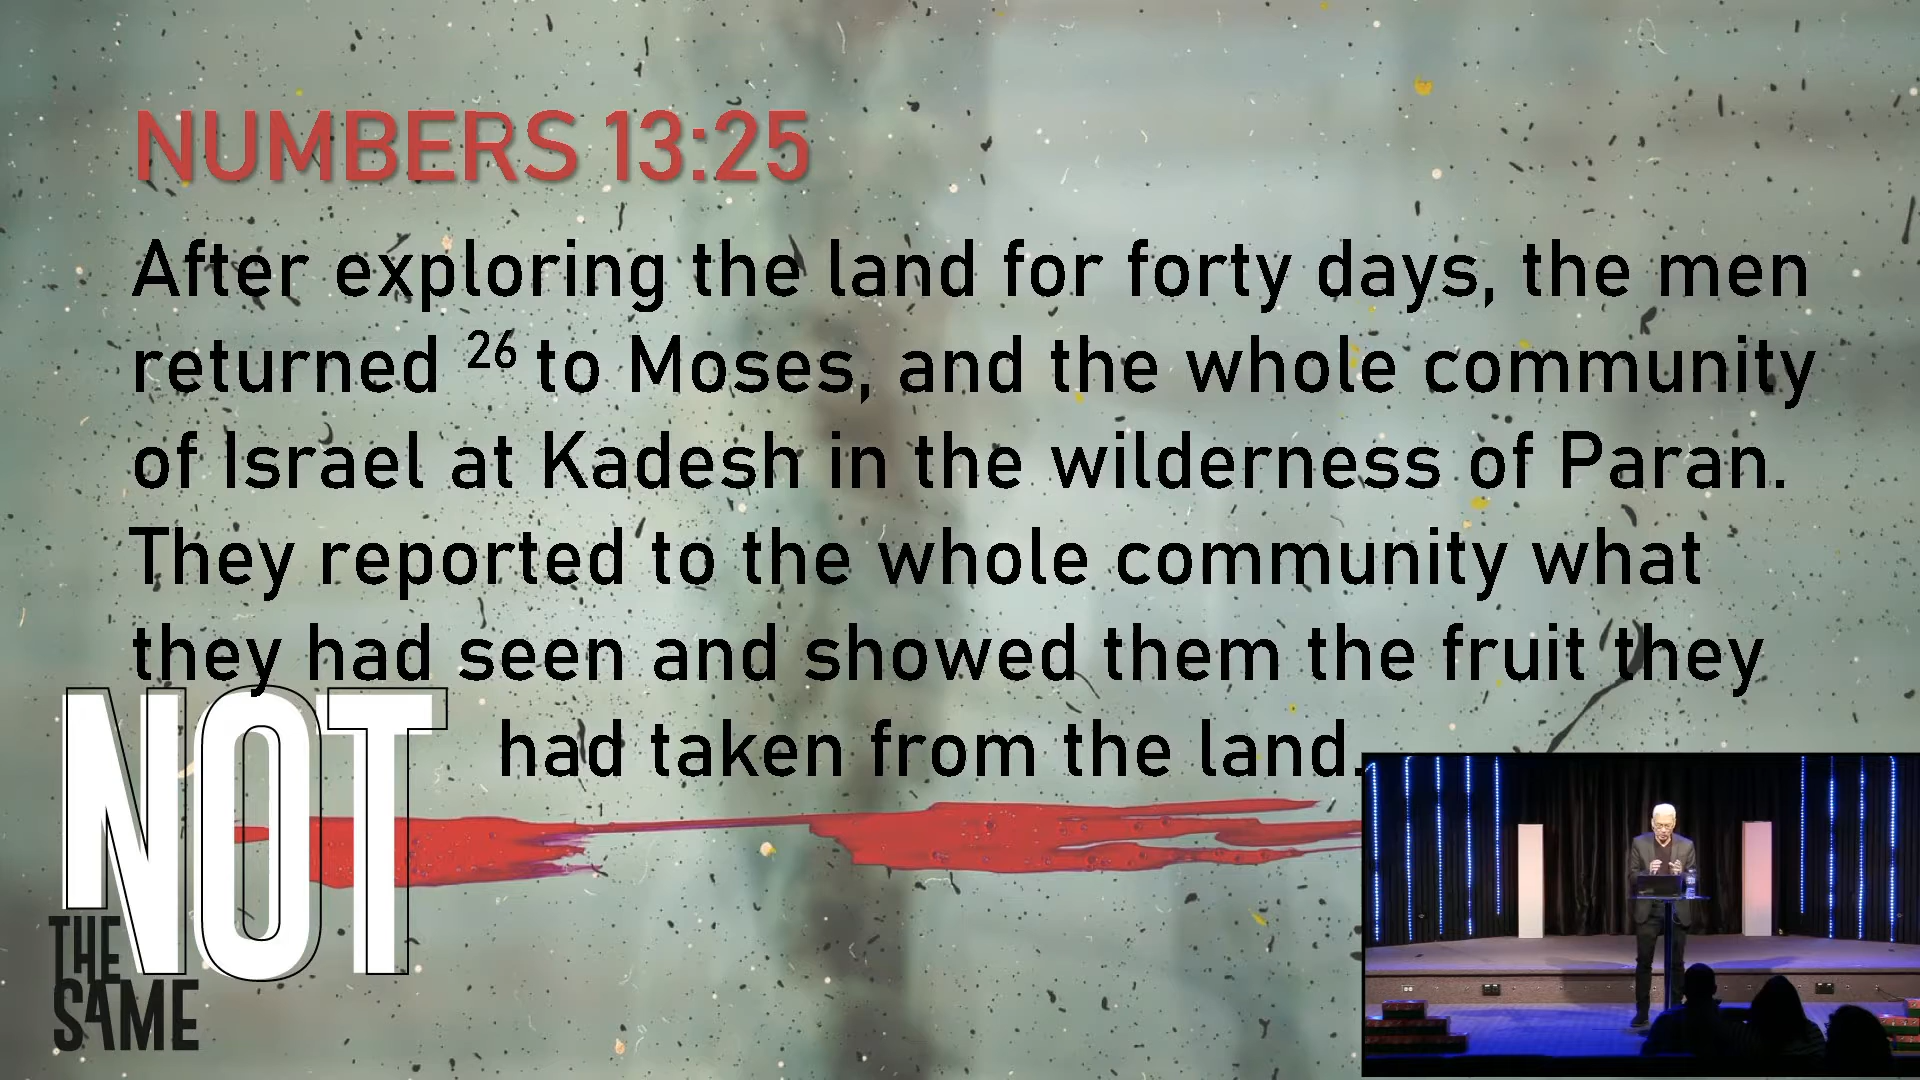 NUMBERS 13:25
After exploring the land for forty days, the men
returned 26 to Moses, and the whole community
of Israel at Kadesh in the wilderness of Paran.
They reported to the whole community what
they had seen and showed them the fruit they
had taken from the land.
NOT
THE
SAME